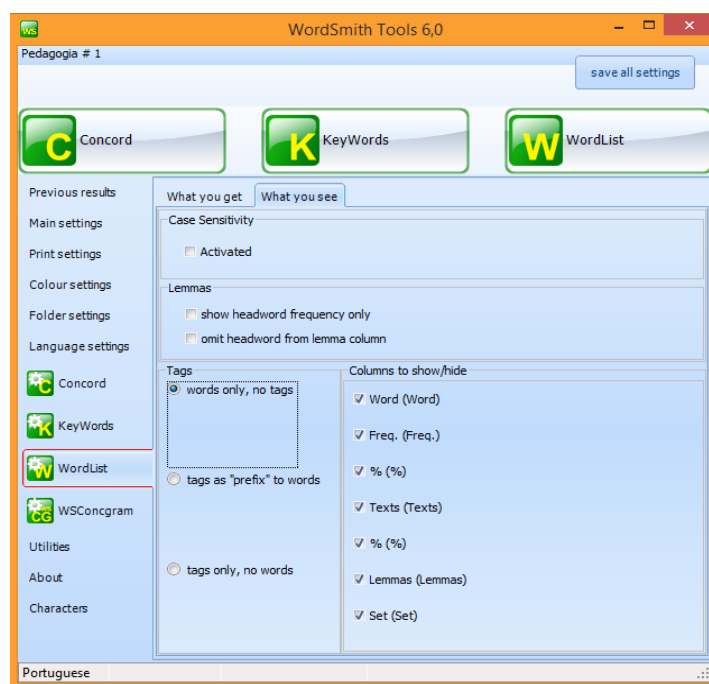 WS WordSmith Tools 6,0
Pedagogia # 1
save all settings
C Concord
K KeyWords
W WordList
Previous results
Main settings
Print settings
Colour settings
Folder settings
Language settings
C Concord
K KeyWords
W WordList
CG WSConcgram
Utilities
About
Characters
What you get What you see
Case Sensitivity
Activated
Lemmas
show headword frequency only
omit headword from lemma column
Tags
words only, no tags
tags as "prefix" to words
tags only, no words
Columns to show/hide
Word (Word)
Freq. (Freq.)
% (%)
Texts (Texts)
% (%)
Lemmas (Lemmas)
Set (Set)
Portuguese